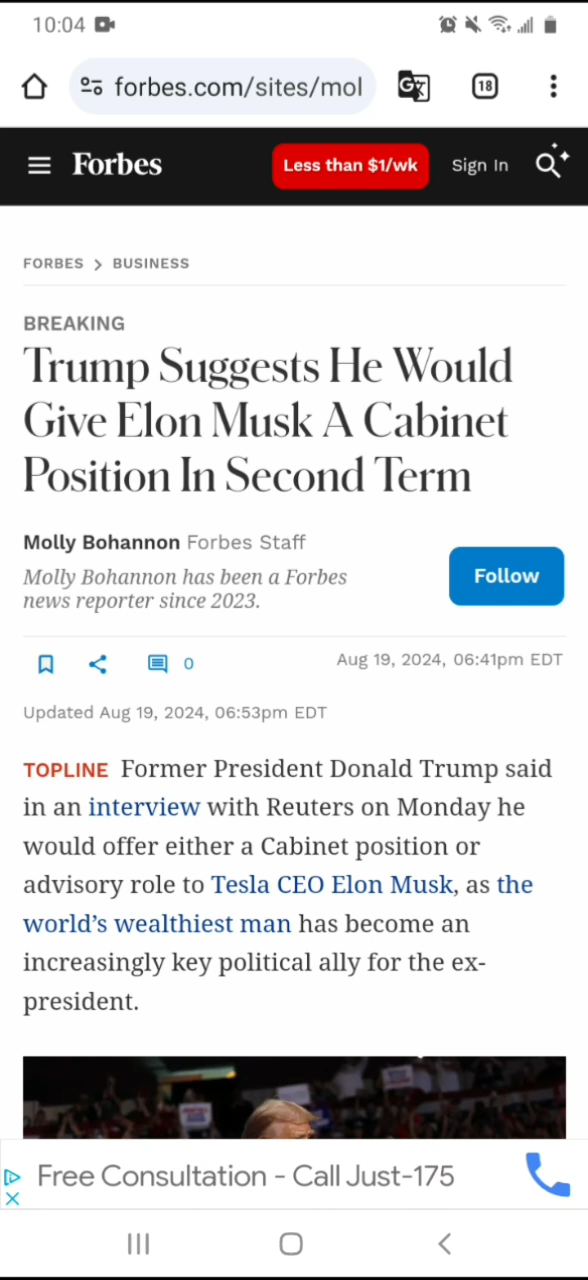 10:04
forbes.com/sites/mol
18
Forbes
Less than $1/wk
Sign In
FORBES > BUSINESS
BREAKING
Trump Suggests He Would
Give Elon Musk A Cabinet
Position In Second Term
Molly Bohannon Forbes Staff
Molly Bohannon has been a Forbes
news reporter since 2023.
Follow
0
Aug 19, 2024, 06:41pm EDT
Updated Aug 19, 2024, 06:53pm EDT
TOPLINE Former President Donald Trump said
in an interview with Reuters on Monday he
would offer either a Cabinet position or
advisory role to Tesla CEO Elon Musk, as the
world’s wealthiest man has become an
increasingly key political ally for the ex-
president.
Free Consultation - Call Just-175